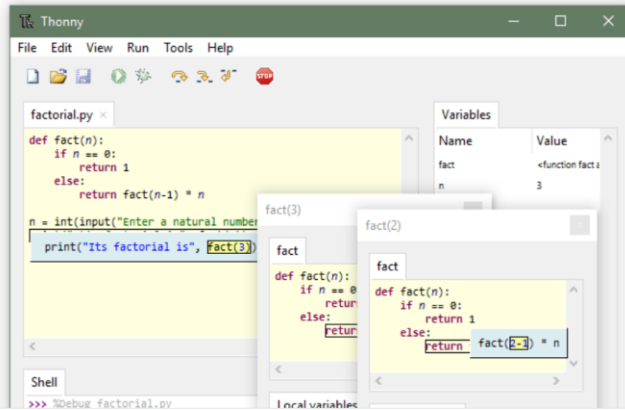 Thonny
File Edit View Run Tools Help
STOP
factorial.py ×
def fact(n):
if n == 0:
return 1
else:
return fact(n-1) * n
n = int(input("Enter a natural number
print("Its factorial is", fact(3))
Variables
Name Value
fact <function fact a
n 3
fact(3)
fact
def fact(n):
if n == 0
retur
else:
retur
Local variables
fact(2)
fact
def fact(n):
if n == 0:
return 1
else:
return fact(2-1) * n
Shell
>>> %Debug factorial.py